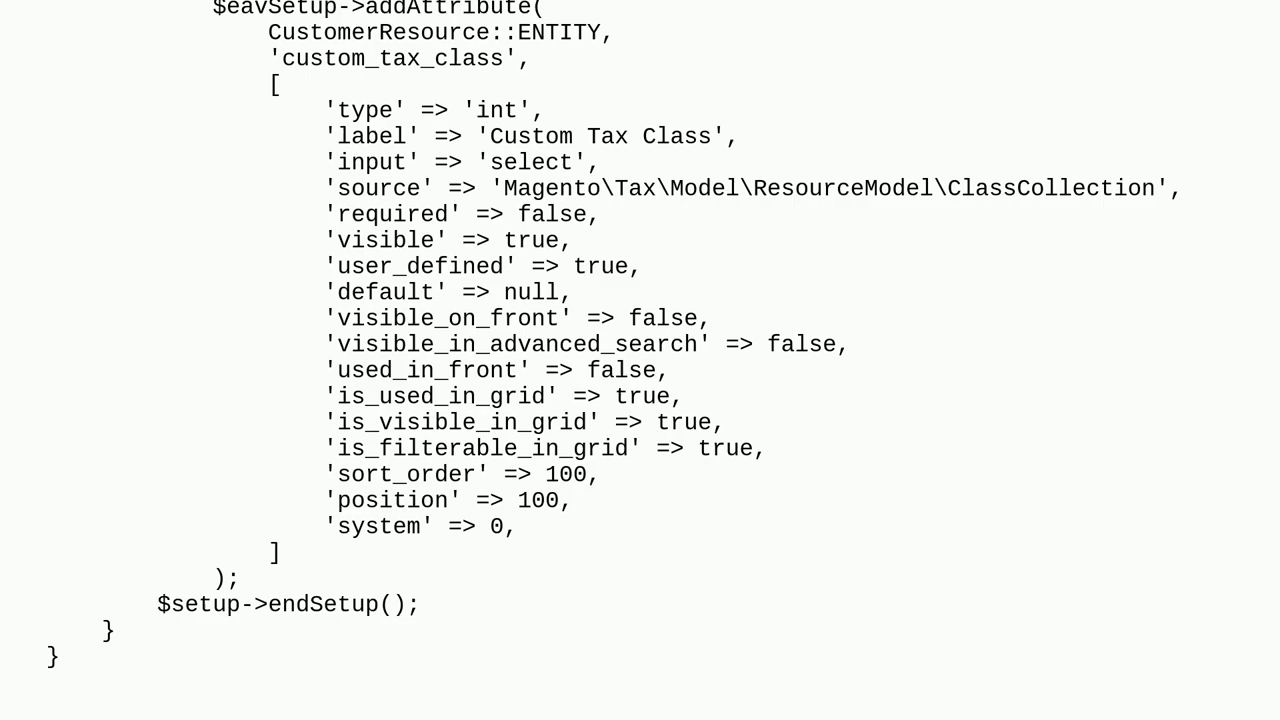 $eavSetup->addAttribute(
CustomerResource::ENTITY,
'custom_tax_class',
[
'type' => 'int',
'label' => 'Custom Tax Class',
'input' => 'select',
'source' => 'Magento\Tax\Model\ResourceModel\ClassCollection',
'required' => false,
'visible' => true,
'user_defined' => true,
'default' => null,
'visible_on_front' => false,
'visible_in_advanced_search' => false,
'used_in_front' => false,
'is_used_in_grid' => true,
'is_visible_in_grid' => true,
'is_filterable_in_grid' => true,
'sort_order' => 100,
'position' => 100,
'system' => 0,
]
);
$setup->endSetup();
}
}